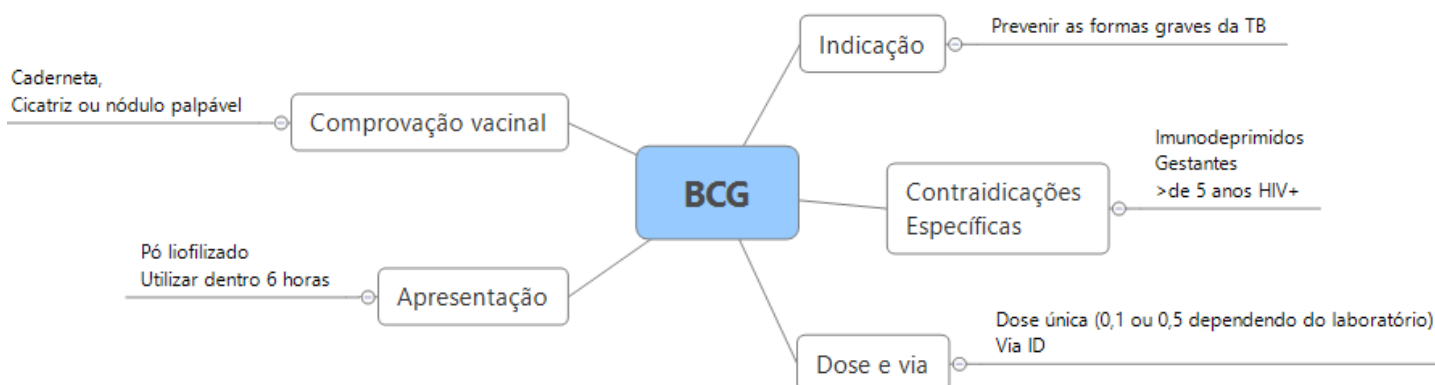 BCG
Indicação
Prevenir as formas graves da TB
Contraidicações
Específicas
Imunodeprimidos
Gestantes
>de 5 anos HIV+
Dose e via
Dose única (0,1 ou 0,5 dependendo do laboratório)
Via ID
Comprovação vacinal
Caderneta,
Cicatriz ou nódulo palpável
Apresentação
Pó liofilizado
Utilizar dentro 6 horas